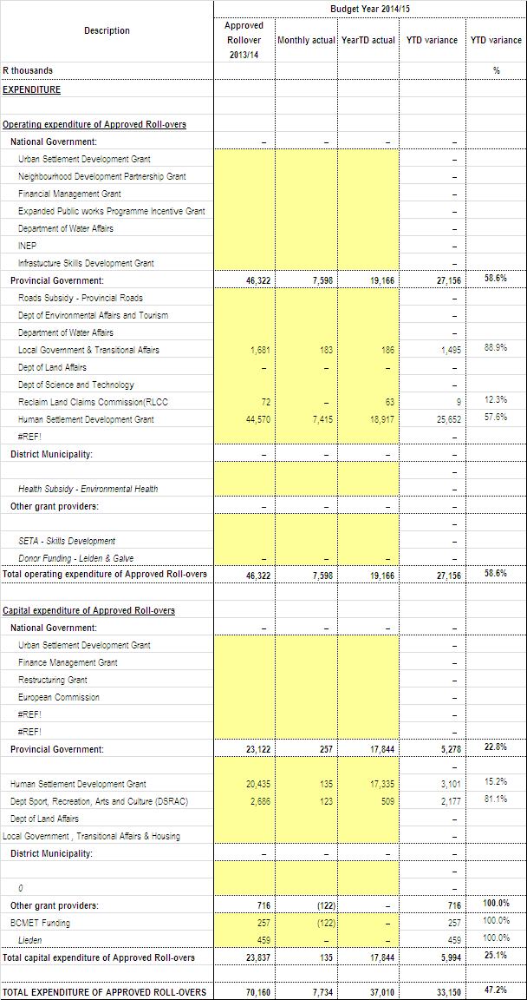 Description Budget Year 2014/15
Approved Rollover 2013/14 Monthly actual YearTD actual YTD variance YTD variance
R thousands %
EXPENDITURE
Operating expenditure of Approved Roll-overs
National Government: – – – –
Urban Settlement Development Grant –
Neighbourhood Development Partnership Grant –
Financial Management Grant –
Expanded Public works Programme Incentive Grant –
Department of Water Affairs –
INEP –
Infrastucture Skills Development Grant –
Provincial Government: 46,322 7,598 19,166 27,156 58.6%
Roads Subsidy - Provincial Roads –
Dept of Environmental Affairs and Tourism –
Department of Water Affairs –
Local Government & Transitional Affairs 1,681 183 186 1,495 88.9%
Dept of Land Affairs – – – –
Dept of Science and Technology –
Reclaim Land Claims Commission(RLCC 72 – 63 9 12.3%
Human Settlement Development Grant 44,570 7,415 18,917 25,652 57.6%
#REF! –
District Municipality: – – – –
–
Health Subsidy - Environmental Health –
Other grant providers: – – – –
–
SETA - Skills Development –
Donor Funding - Leiden & Galve – – – –
Total operating expenditure of Approved Roll-overs 46,322 7,598 19,166 27,156 58.6%
Capital expenditure of Approved Roll-overs
National Government: – – – –
Urban Settlement Development Grant –
Finance Management Grant –
Restructuring Grant –
European Commission –
#REF! –
#REF! –
Provincial Government: 23,122 257 17,844 5,278 22.8%
–
Human Settlement Development Grant 20,435 135 17,335 3,101 15.2%
Dept Sport, Recreation, Arts and Culture (DSRAC) 2,686 123 509 2,177 81.1%
Dept of Land Affairs –
Local Government , Transitional Affairs & Housing –
District Municipality: – – – –
–
0 –
Other grant providers: 716 (122) – 716 100.0%
BCMET Funding 257 (122) – 257 100.0%
Lieden 459 – – 459 100.0%
Total capital expenditure of Approved Roll-overs 23,837 135 17,844 5,994 25.1%
TOTAL EXPENDITURE OF APPROVED ROLL-OVERS 70,160 7,734 37,010 33,150 47.2%